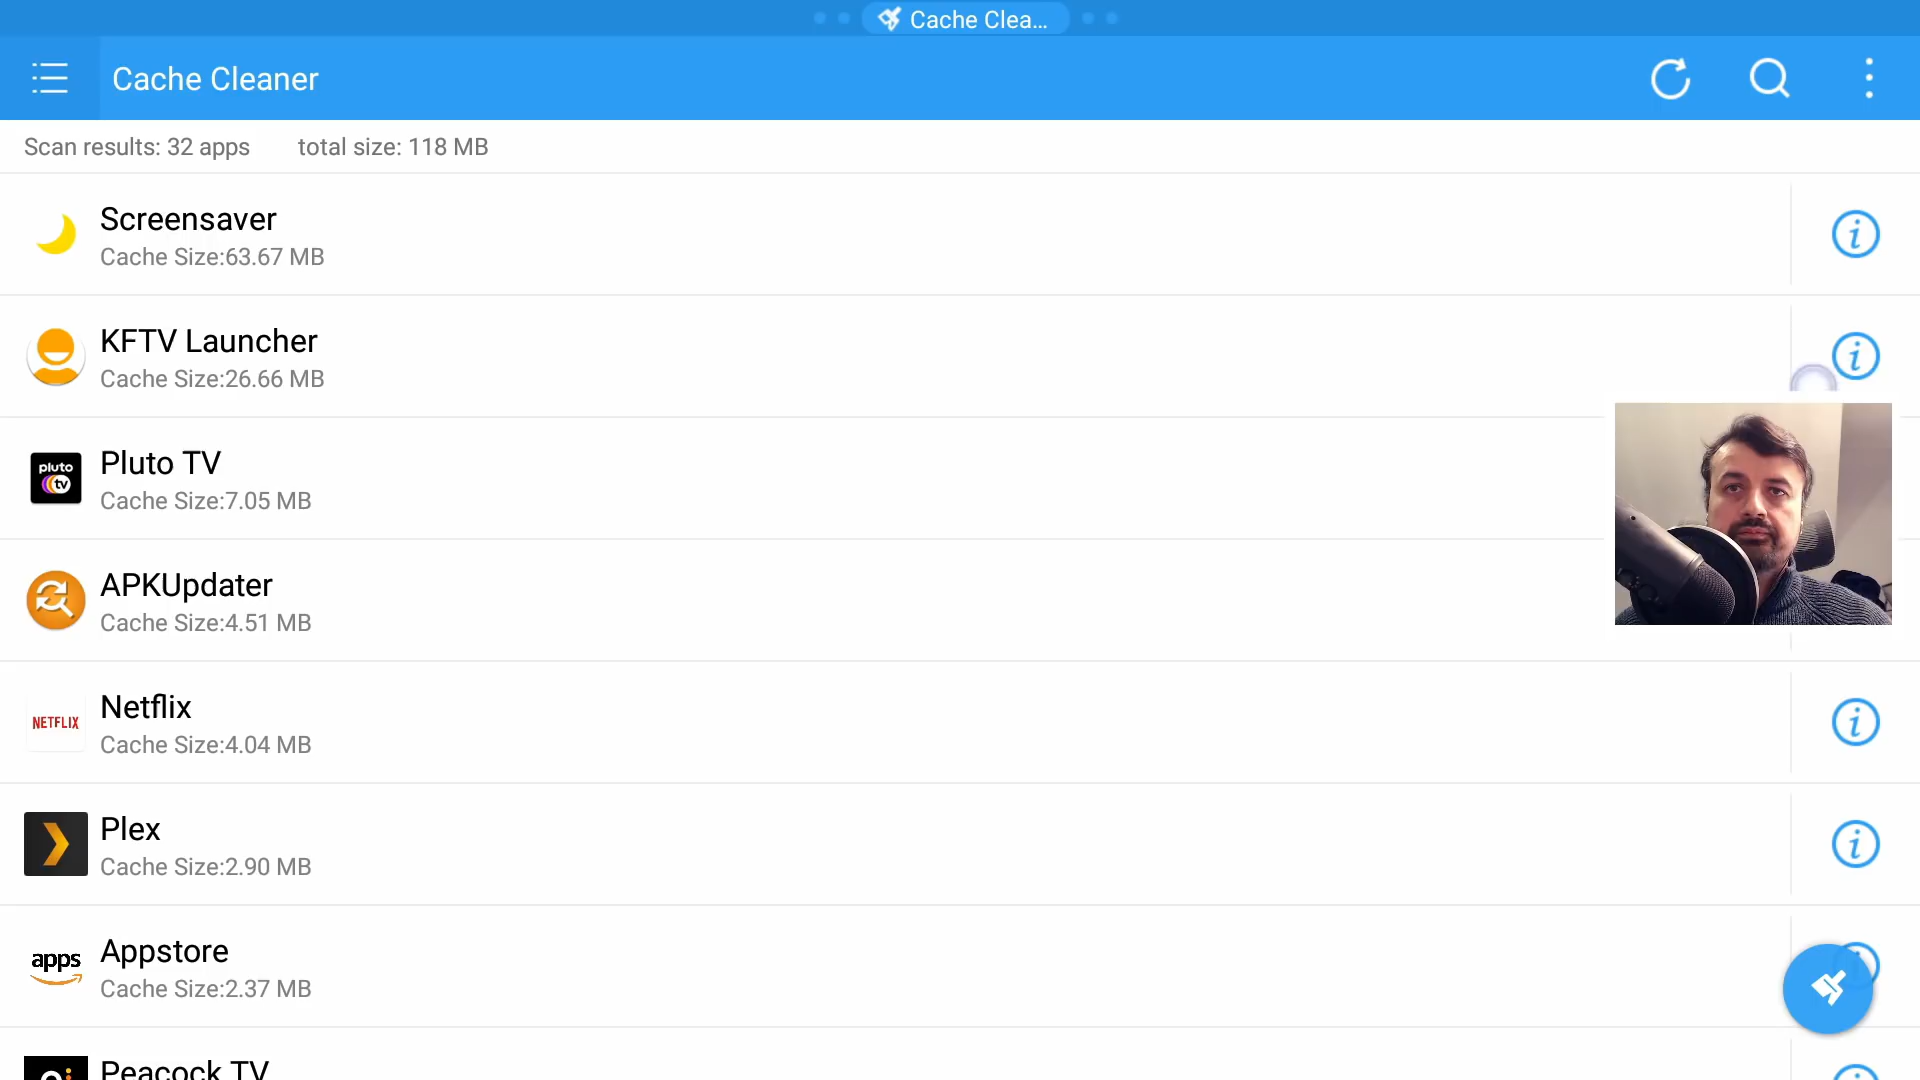 Cache Clea...
Cache Cleaner
Scan results: 32 apps total size: 118 MB
Screensaver
Cache Size:63.67 MB
KFTV Launcher
Cache Size:26.66 MB
pluto
tv
Pluto TV
Cache Size:7.05 MB
APKUpdater
Cache Size:4.51 MB
NETFLIX
Netflix
Cache Size:4.04 MB
Plex
Cache Size:2.90 MB
apps
Appstore
Cache Size:2.37 MB
Peacock TV